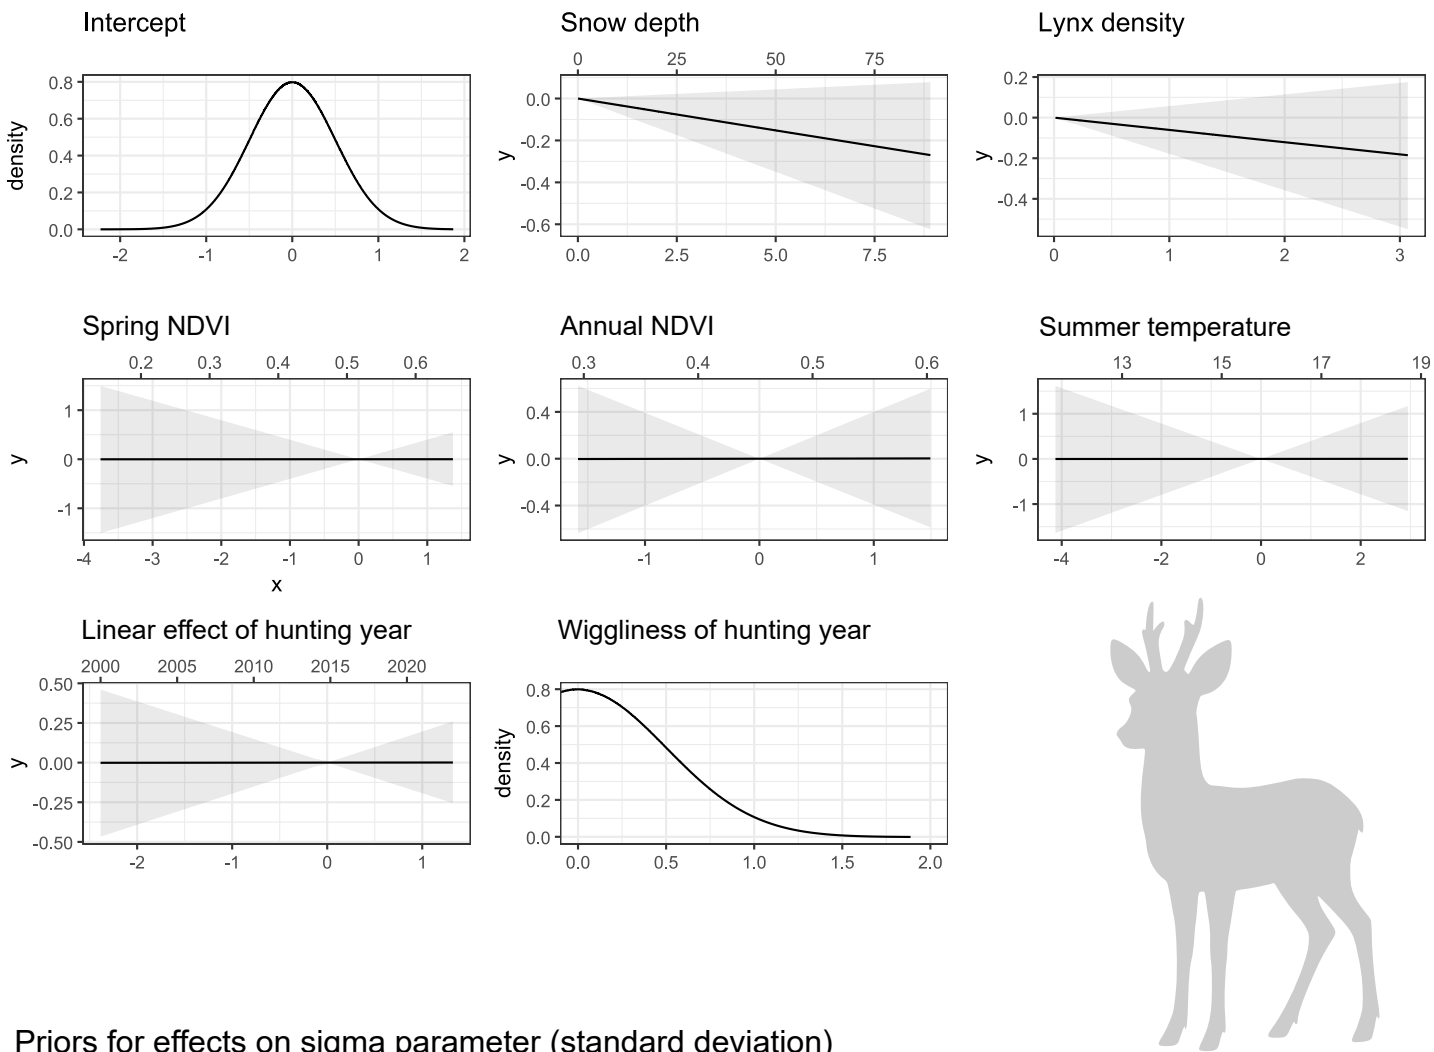 Intercept
Snow depth
Lynx density
0 25 50 75
density
0.8
0.6
0.4
0.2
0.0
-2 -1 0 1 2
y
0.0
-0.2
-0.4
-0.6
0.0 2.5 5.0 7.5
y
0.2
0.0
-0.2
-0.4
0 1 2 3
Spring NDVI
Annual NDVI
Summer temperature
0.2 0.3 0.4 0.5 0.6
y
1
0
-1
-4 -3 -2 -1 0 1
x
0.3 0.4 0.5 0.6
y
0.4
0.0
-0.4
-1 0 1
13 15 17 19
y
1
0
-1
-4 -2 0 2
Linear effect of hunting year
Wiggliness of hunting year
2000 2005 2010 2015 2020
y
0.50
0.25
0.00
-0.25
-0.50
-2 -1 0 1
density
0.8
0.6
0.4
0.2
0.0
0.0 0.5 1.0 1.5 2.0
Priors for effects on sigma parameter (standard deviation)